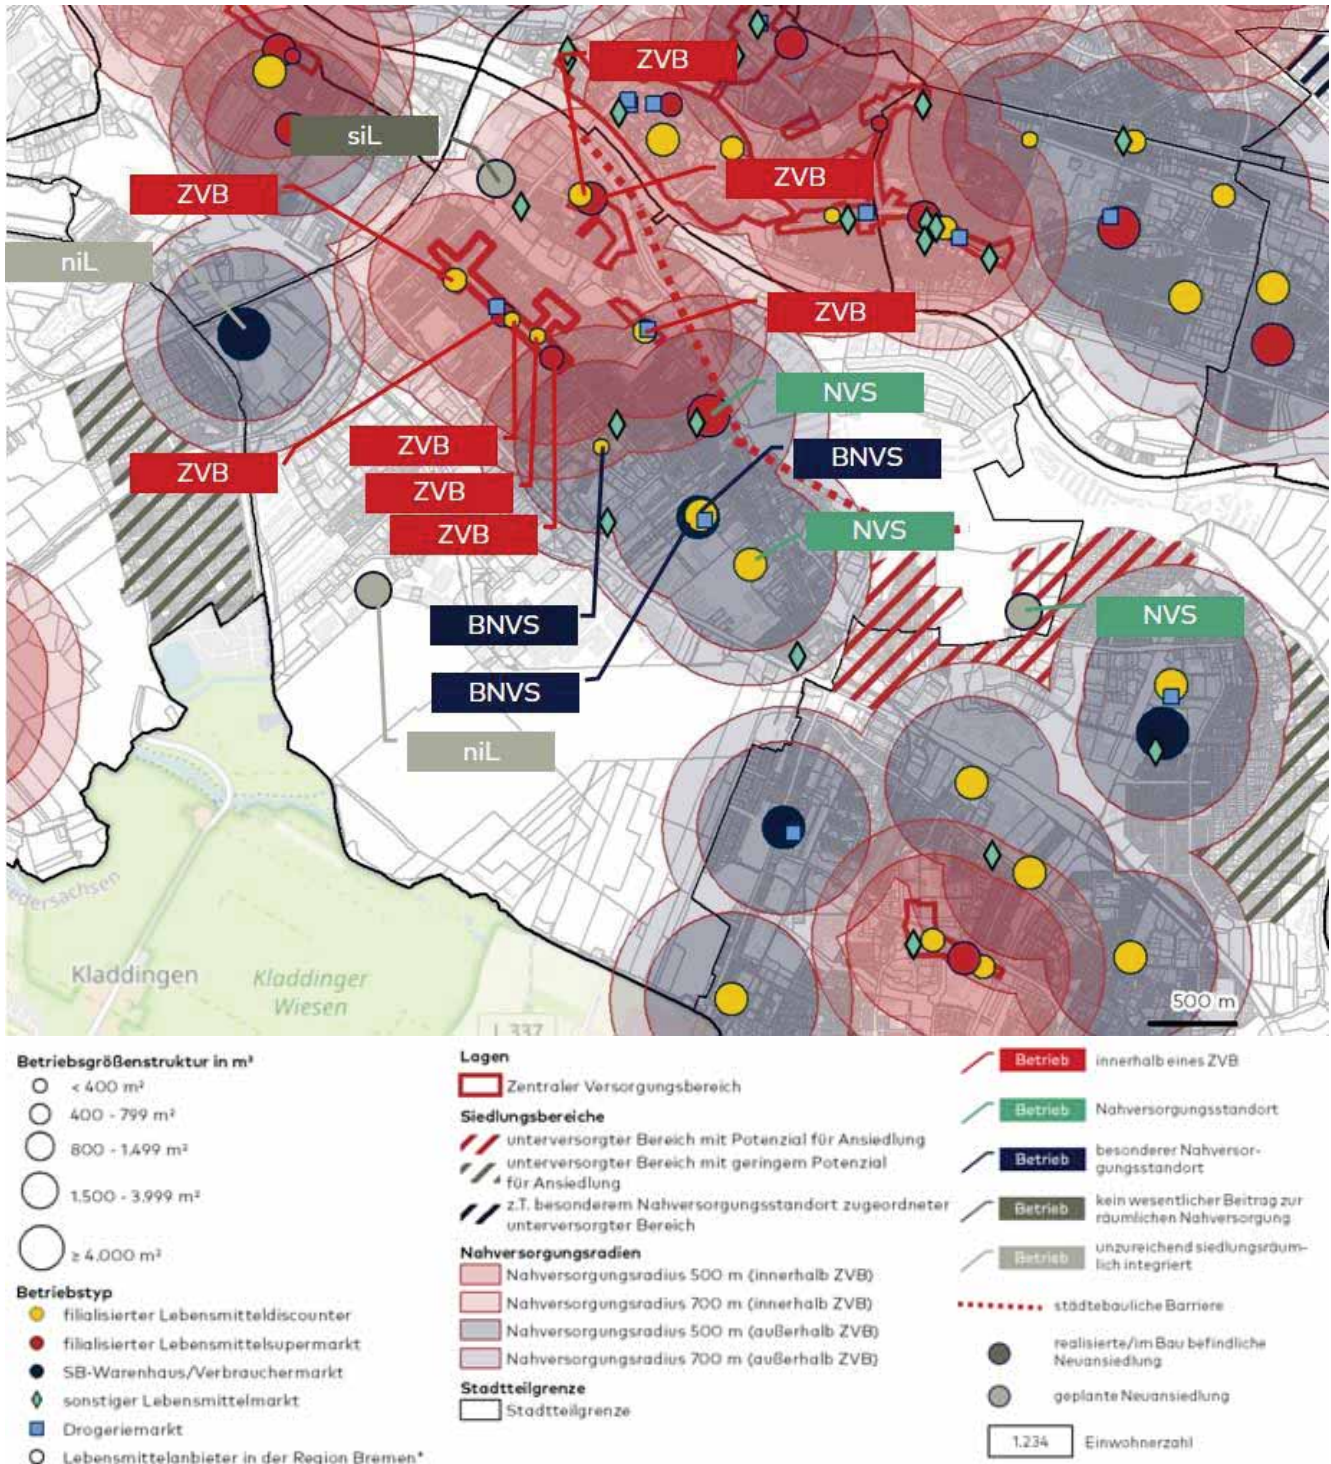 ZVB
siL
ZVB
ZVB
niL
ZVB
NVS
ZVB
BNVS
ZVB
ZVB
ZVB
NVS
BNVS
NVS
BNVS
niL
Kladdingen
Kladdinger
Wiesen
L 337
500 m
Betriebsgrößenstruktur in m²
< 400 m²
400 - 799 m²
800 - 1.499 m²
1.500 - 3.999 m²
≥ 4.000 m²
Betriebstyp
filialisierter Lebensmitteldiscounter
filialisierter Lebensmittelsupermarkt
SB-Warenhaus/Verbrauchermarkt
sonstiger Lebensmittelmarkt
Drogeriemarkt
Lebensmittelanbieter in der Region Bremen*
Lagen
Zentraler Versorgungsbereich
Siedlungsbereiche
unterversorgter Bereich mit Potenzial für Ansiedlung
unterversorgter Bereich mit geringem Potenzial
für Ansiedlung
z.T. besonderem Nahversorgungsstandort zugeordneter
unterversorgter Bereich
Nahversorgungsradien
Nahversorgungsradius 500 m (innerhalb ZVB)
Nahversorgungsradius 700 m (innerhalb ZVB)
Nahversorgungsradius 500 m (außerhalb ZVB)
Nahversorgungsradius 700 m (außerhalb ZVB)
Stadtteilgrenze
Stadtteilgrenze
Betrieb innerhalb eines ZVB
Betrieb Nahversorgungsstandort
Betrieb besonderer Nahversor-
gungsstandort
Betrieb kein wesentlicher Beitrag zur
räumlichen Nahversorgung
Betrieb unzureichend siedlungsräum-
lich integriert
städtebauliche Barriere
realisierte/im Bau befindliche
Neuansiedlung
geplante Neuansiedlung
1.234 Einwohnerzahl